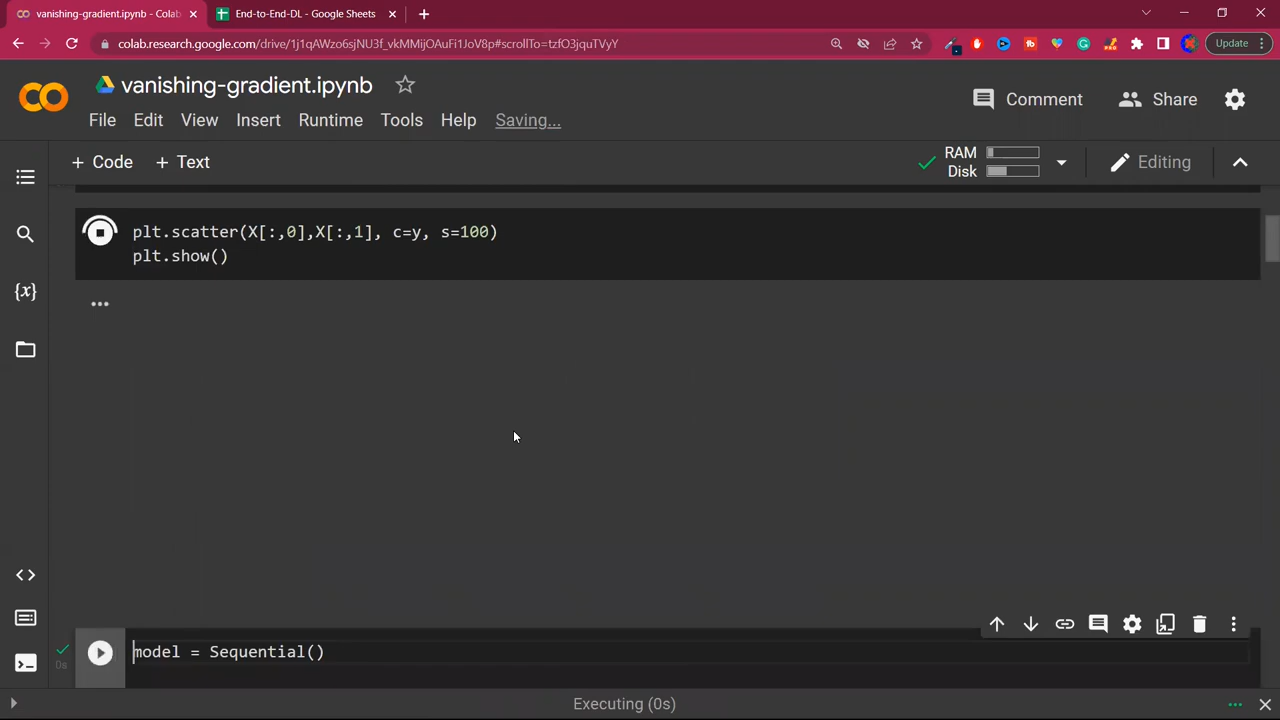 vanishing-gradient.ipynb - Colab
End-to-End-DL - Google Sheets
colab.research.google.com/drive/1j1qAWzo6sjNU3f_vkMMijOAuFi1JoV8p#scrollTo=tzfO3jquTVyY
Update
vanishing-gradient.ipynb
Comment
Share
File Edit View Insert Runtime Tools Help Saving...
+ Code + Text
RAM
Disk
Editing
plt.scatter(X[:,0],X[:,1], c=y, s=100)
plt.show()
{x}
model = Sequential()
0s
Executing (0s)